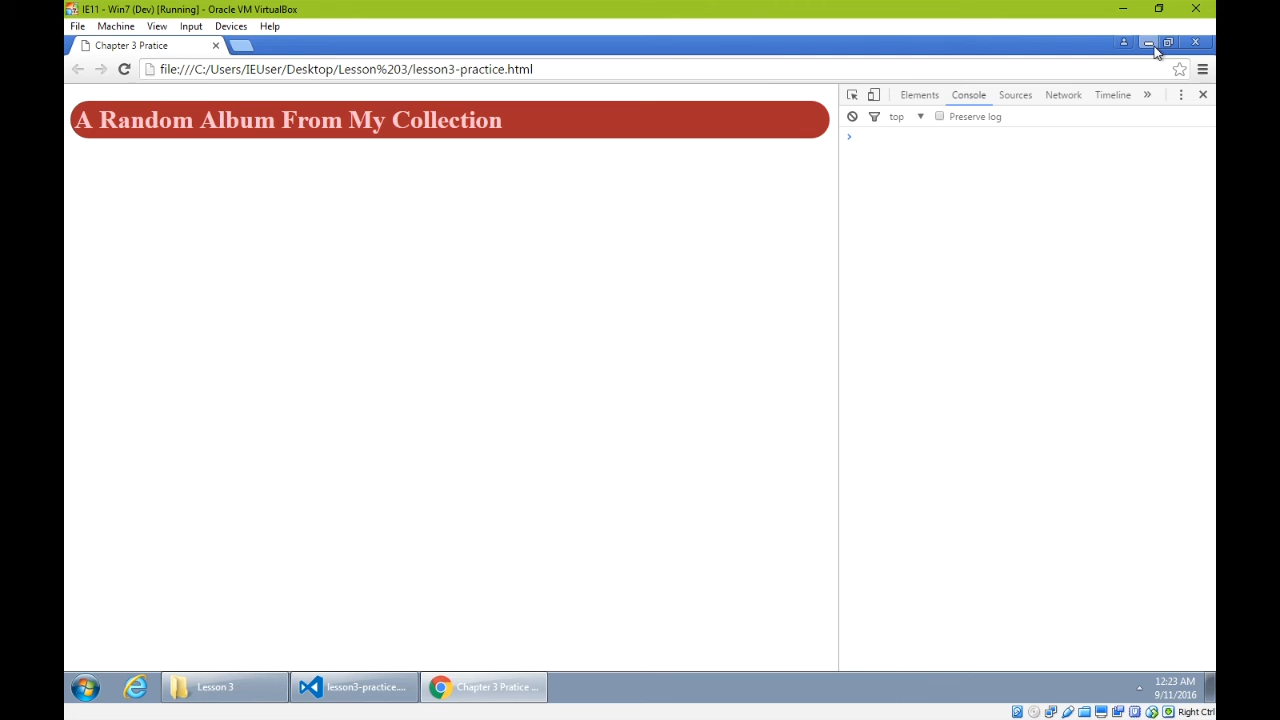 IE11 - Win7 (Dev) [Running] - Oracle VM VirtualBox
File Machine View Input Devices Help
Chapter 3 Pratice
file:///C:/Users/IEUser/Desktop/Lesson%203/lesson3-practice.html
A Random Album From My Collection
Elements Console Sources Network Timeline »
top Preserve log
Lesson 3
lesson3-practice....
Chapter 3 Pratice ...
12:23 AM
9/11/2016
Right Ctrl